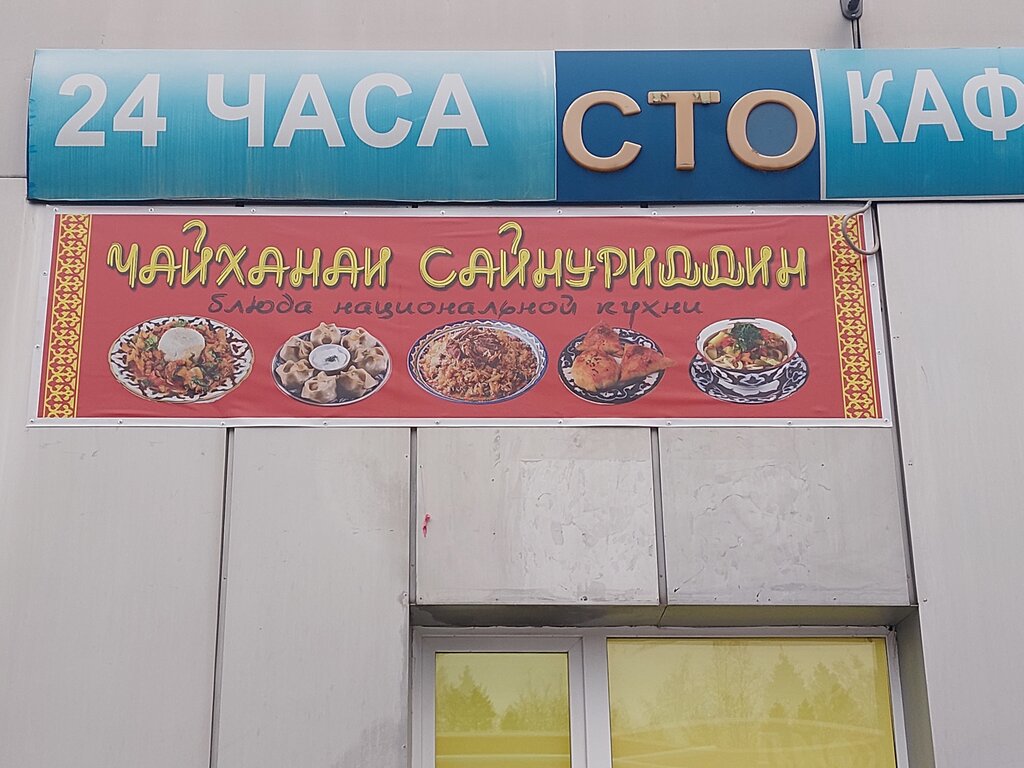 24 ЧАСА СТО КАФ
ЧАЙХАНАИ САЙНУРИДДИН
блюда национальной кухни